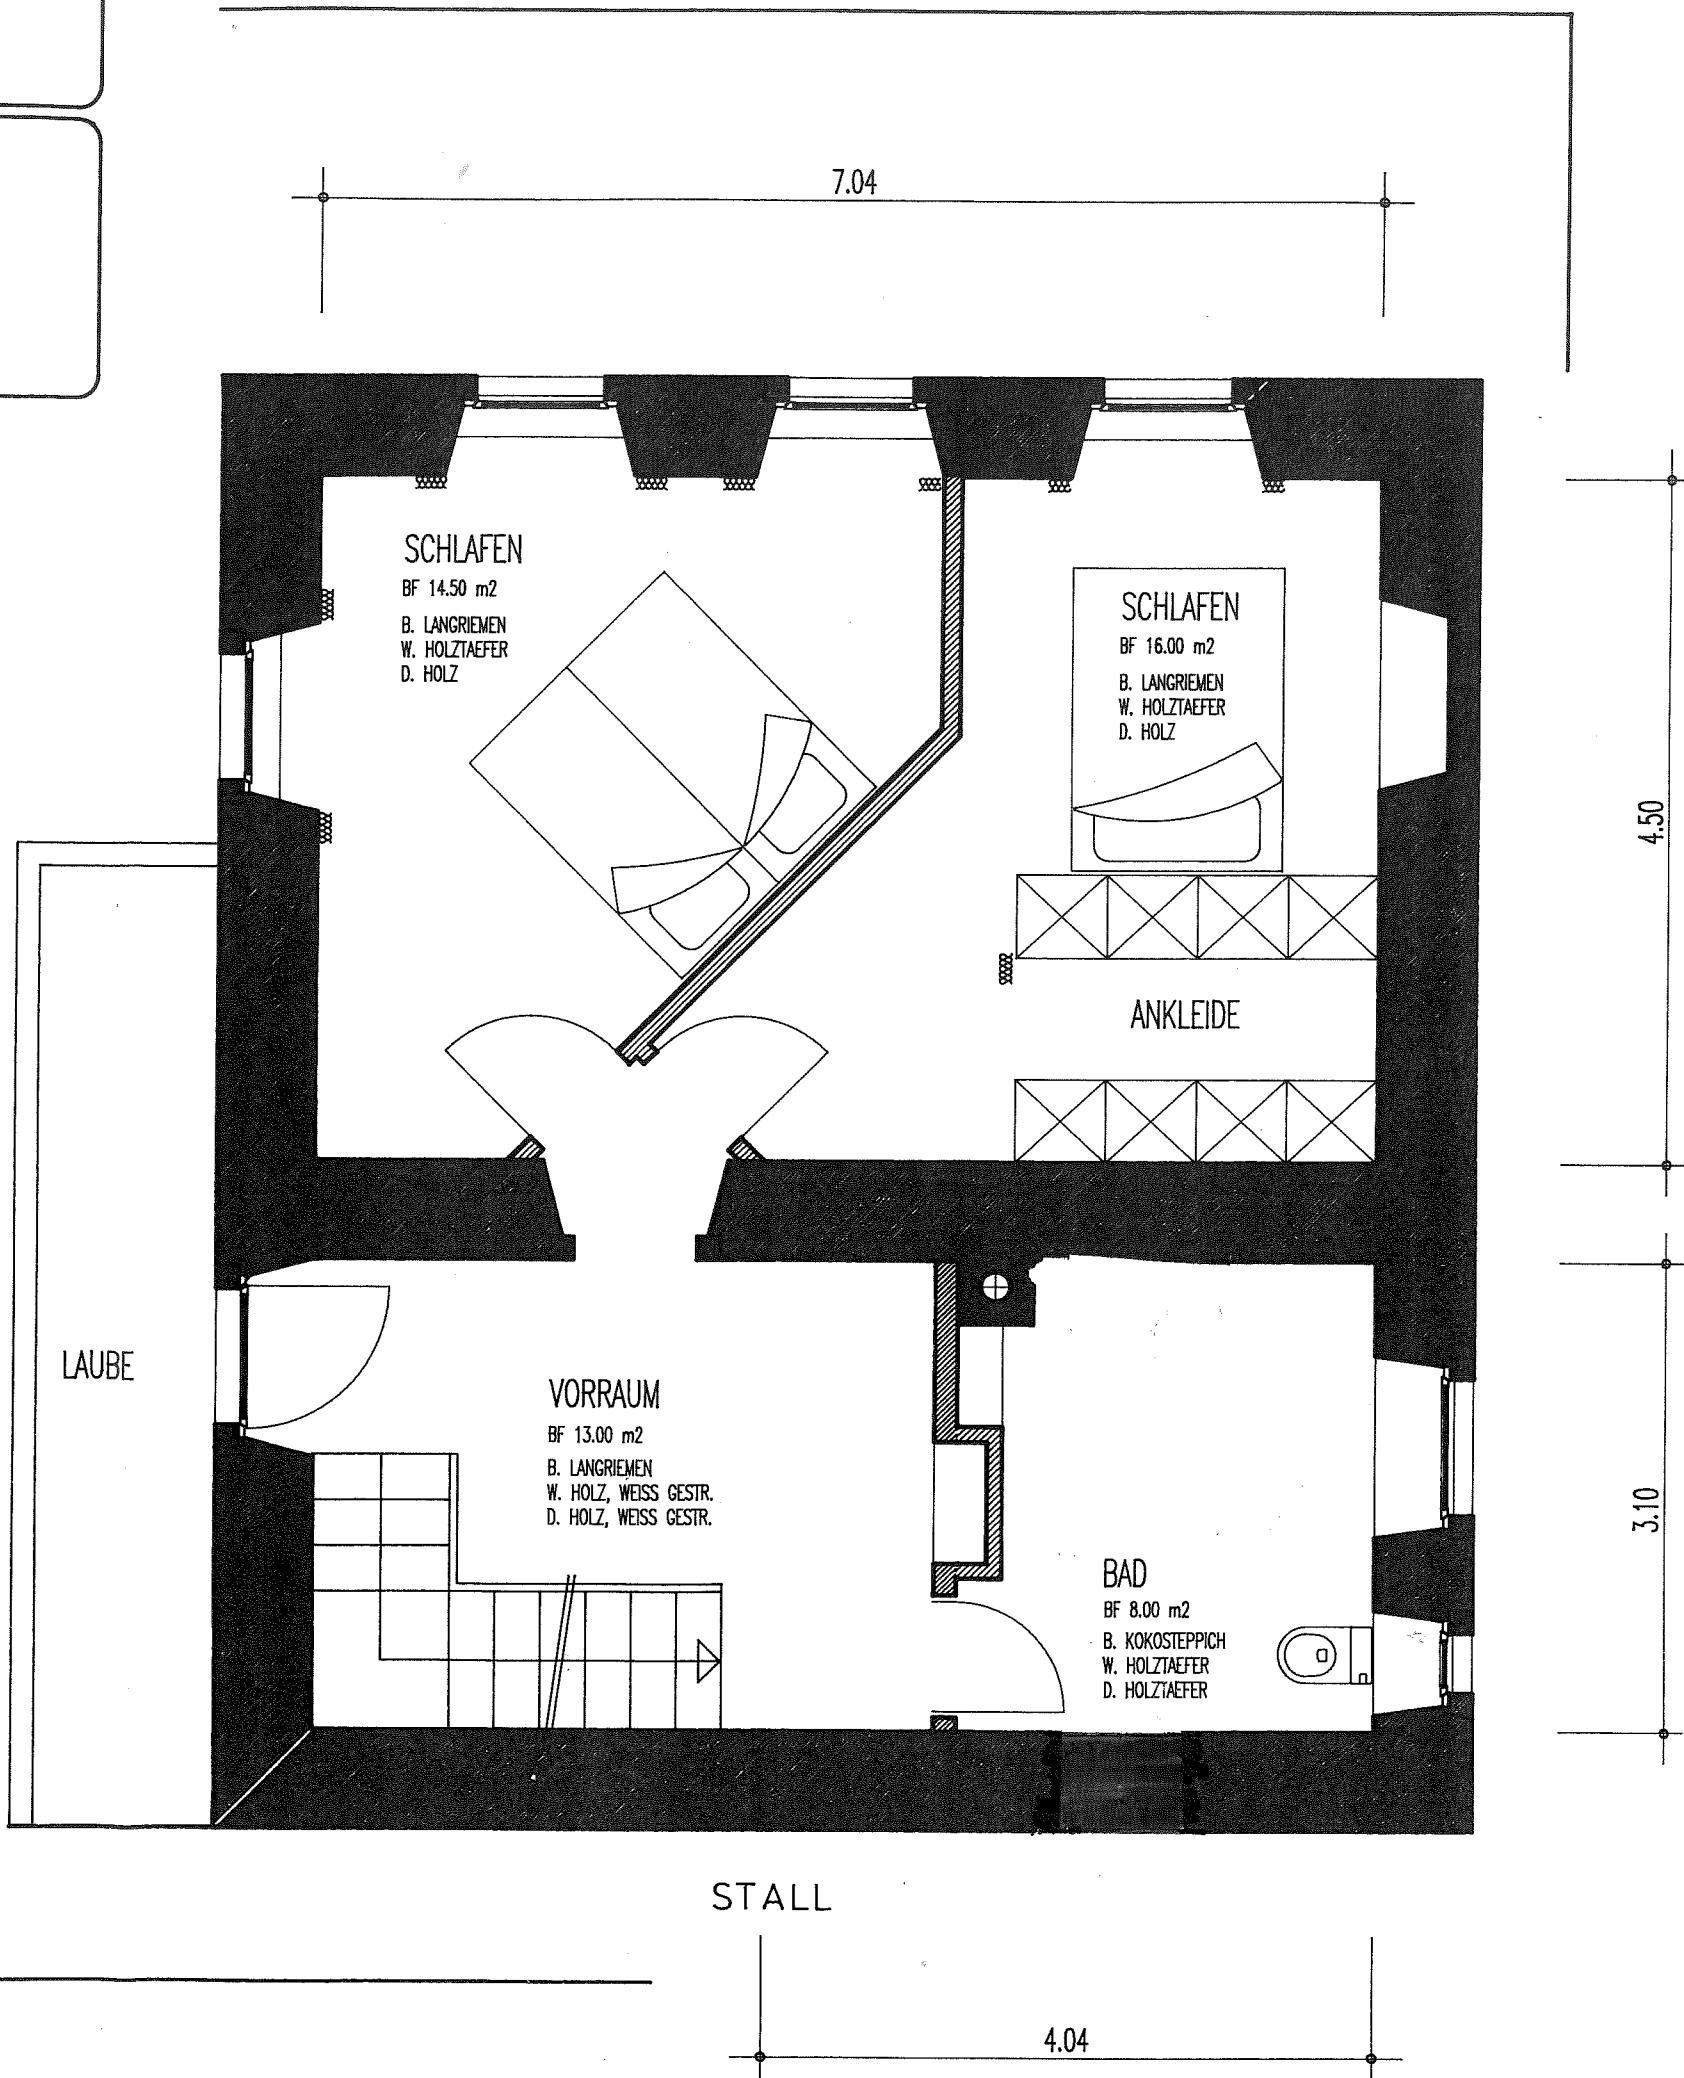 7.04
SCHLAFEN
BF 14.50 m2
B. LANGRIEMEN
W. HOLZTAEFER
D. HOLZ
SCHLAFEN
BF 16.00 m2
B. LANGRIEMEN
W. HOLZTAEFER
D. HOLZ
4.50
ANKLEIDE
LAUBE
VORRAUM
BF 13.00 m2
B. LANGRIEMEN
W. HOLZ, WEISS GESTR.
D. HOLZ, WEISS GESTR.
3.10
BAD
BF 8.00 m2
B. KOKOSTEPPICH
W. HOLZTAEFER
D. HOLZTAEFER
STALL
4.04